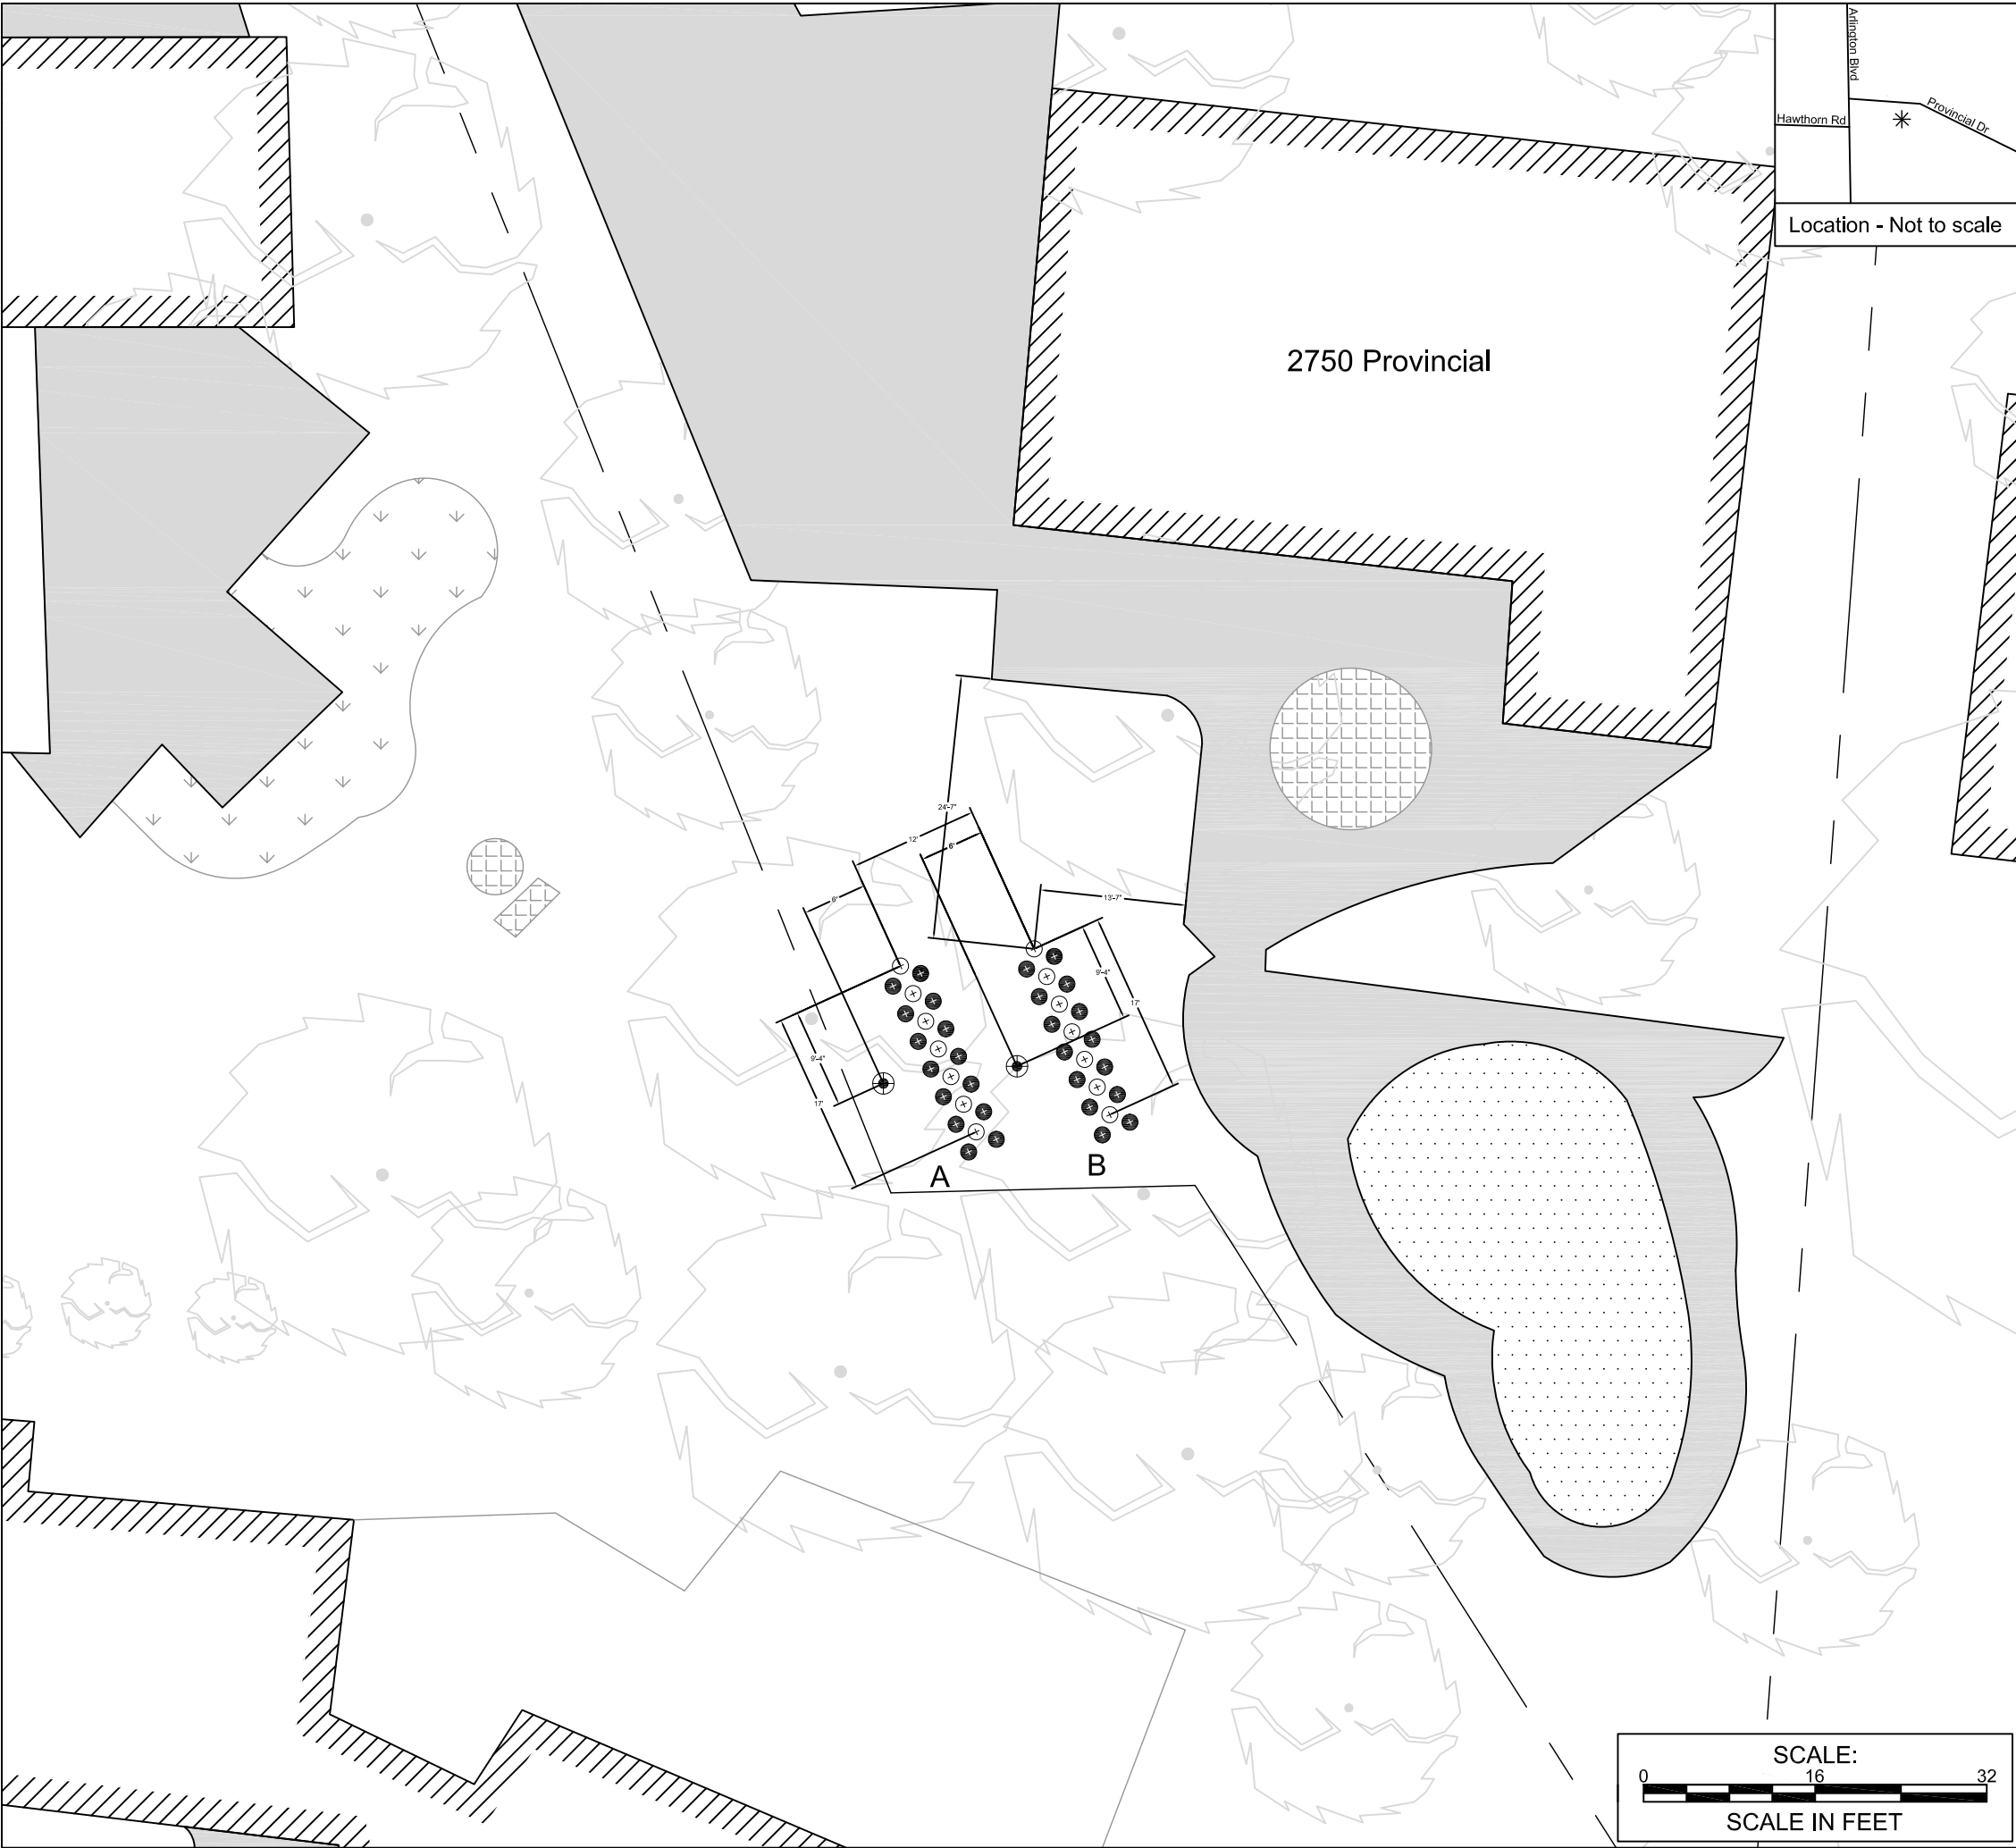 Arlington Blvd
Hawthorn Rd
Provincial Dr
Location - Not to scale
2750 Provincial
24'-7"
12'
6'
6'
13'-7"
9'-4"
17'
9'-4"
17'
A
B
SCALE:
0 16 32
SCALE IN FEET